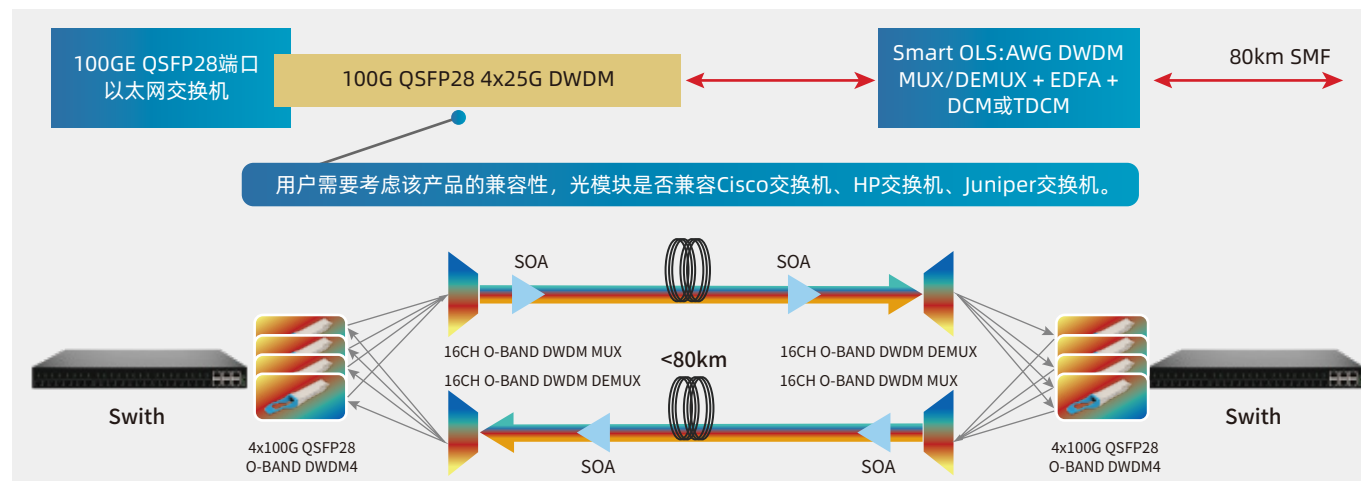 100GE QSFP28端口
以太网交换机
100G QSFP28 4x25G DWDM
Smart OLS:AWG DWDM
MUX/DEMUX + EDFA +
DCM或TDCM
80km SMF
用户需要考虑该产品的兼容性，光模块是否兼容Cisco交换机、HP交换机、Juniper交换机。
SOA
SOA
16CH O-BAND DWDM MUX
<80km
16CH O-BAND DWDM DEMUX
16CH O-BAND DWDM DEMUX
16CH O-BAND DWDM MUX
Swith
Swith
4x100G QSFP28
O-BAND DWDM4
SOA
SOA
4x100G QSFP28
O-BAND DWDM4